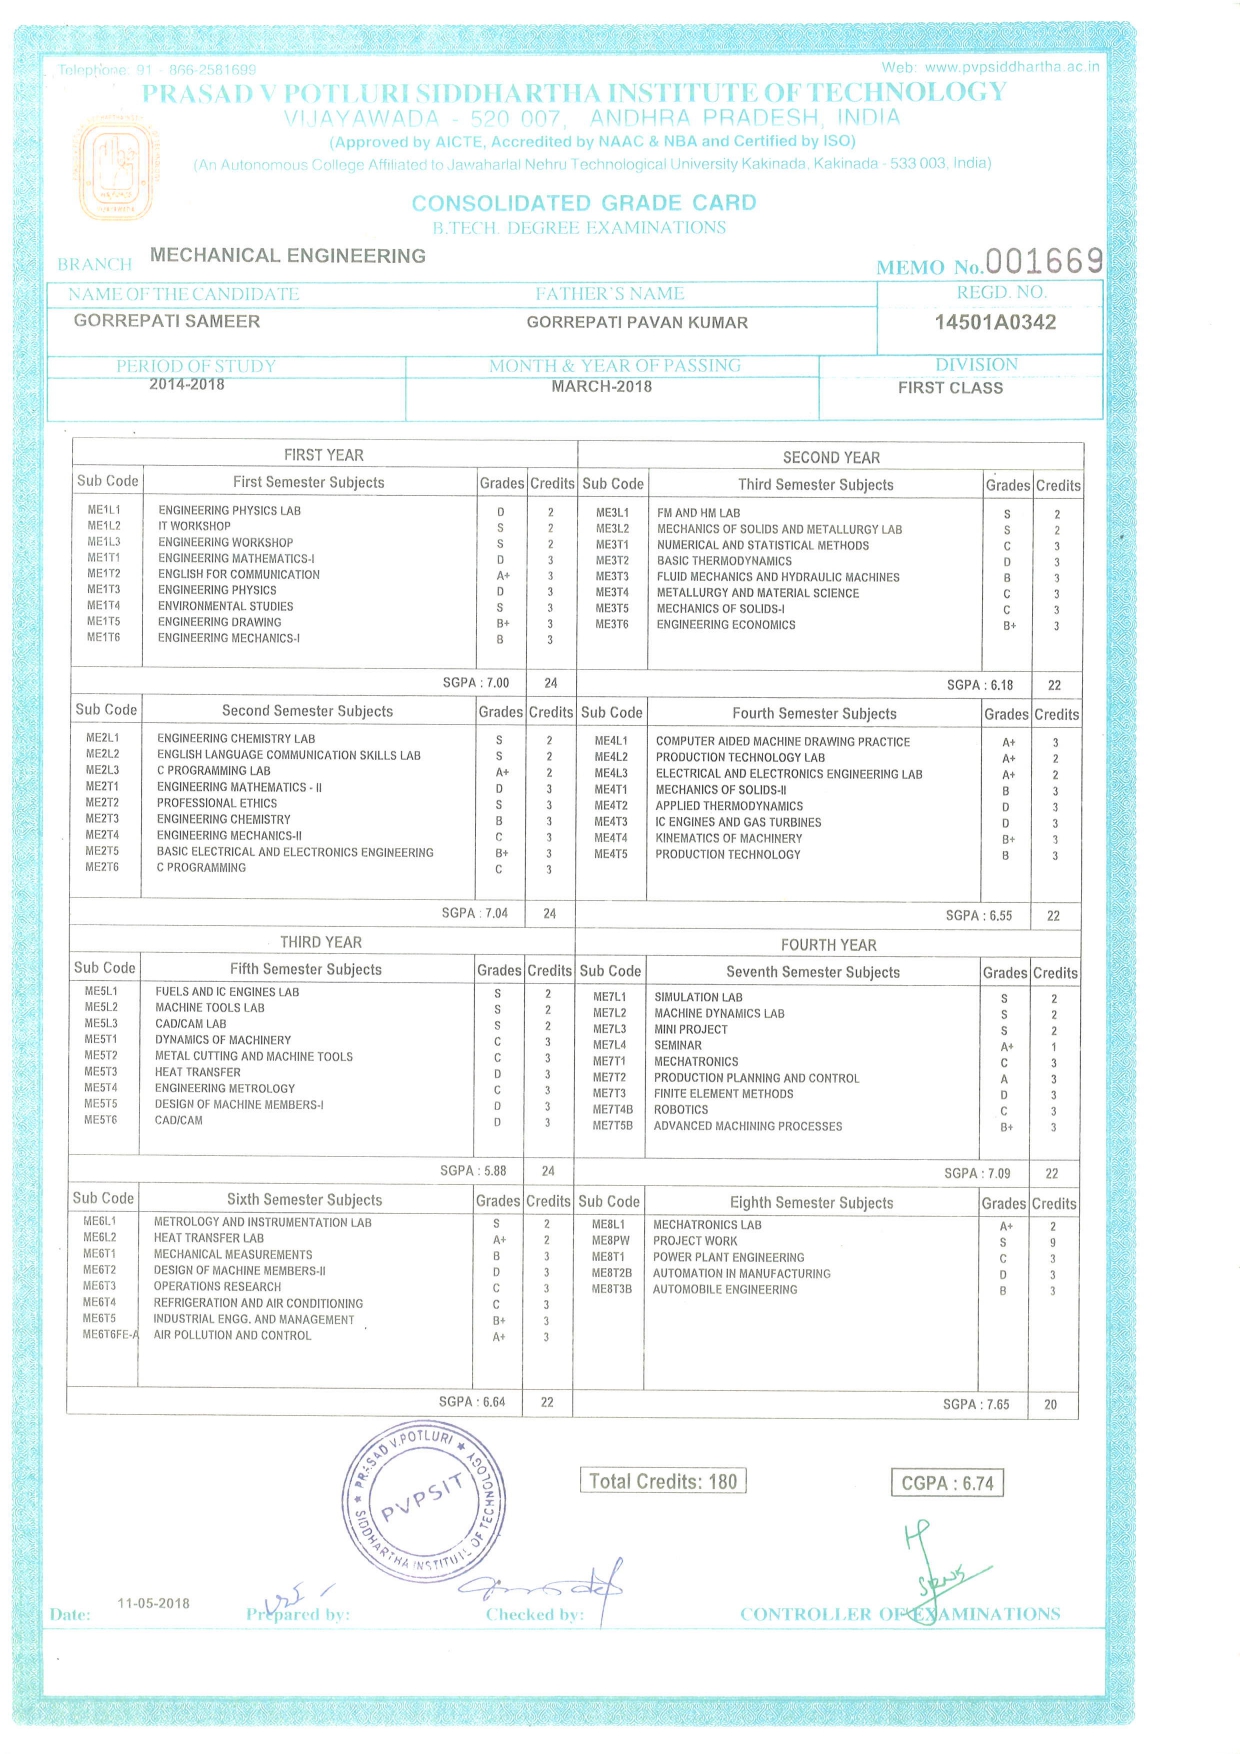 Telephone: 91 - 866-2581699
Web: www.pvpsiddhartha.ac.in
PRASAD V POTLURI SIDDHARTHA INSTITUTE OF TECHNOLOGY
VIJAYAWADA - 520 007, ANDHRA PRADESH, INDIA
(Approved by AICTE, Accredited by NAAC & NBA and Certified by ISO)
(An Autonomous College Affiliated to Jawaharlal Nehru Technological University Kakinada, Kakinada - 533 003, India)
CONSOLIDATED GRADE CARD
B.TECH. DEGREE EXAMINATIONS
BRANCH MECHANICAL ENGINEERING
MEMO No. 001669
NAME OF THE CANDIDATE FATHER'S NAME REGD. NO.
GORREPATI SAMEER GORREPATI PAVAN KUMAR 14501A0342
PERIOD OF STUDY MONTH & YEAR OF PASSING DIVISION
2014-2018 MARCH-2018 FIRST CLASS
FIRST YEAR
Sub Code First Semester Subjects Grades Credits
ME1L1 ENGINEERING PHYSICS LAB D 2
ME1L2 IT WORKSHOP S 2
ME1L3 ENGINEERING WORKSHOP S 2
ME1T1 ENGINEERING MATHEMATICS-I D 3
ME1T2 ENGLISH FOR COMMUNICATION A+ 3
ME1T3 ENGINEERING PHYSICS D 3
ME1T4 ENVIRONMENTAL STUDIES S 3
ME1T5 ENGINEERING DRAWING B+ 3
ME1T6 ENGINEERING MECHANICS-I B 3
SGPA : 7.00 24
Sub Code Second Semester Subjects Grades Credits
ME2L1 ENGINEERING CHEMISTRY LAB S 2
ME2L2 ENGLISH LANGUAGE COMMUNICATION SKILLS LAB S 2
ME2L3 C PROGRAMMING LAB A+ 2
ME2T1 ENGINEERING MATHEMATICS - II D 3
ME2T2 PROFESSIONAL ETHICS S 3
ME2T3 ENGINEERING CHEMISTRY B 3
ME2T4 ENGINEERING MECHANICS-II C 3
ME2T5 BASIC ELECTRICAL AND ELECTRONICS ENGINEERING B+ 3
ME2T6 C PROGRAMMING C 3
SGPA : 7.04 24
SECOND YEAR
Sub Code Third Semester Subjects Grades Credits
ME3L1 FM AND HM LAB S 2
ME3L2 MECHANICS OF SOLIDS AND METALLURGY LAB S 2
ME3T1 NUMERICAL AND STATISTICAL METHODS C 3
ME3T2 BASIC THERMODYNAMICS D 3
ME3T3 FLUID MECHANICS AND HYDRAULIC MACHINES B 3
ME3T4 METALLURGY AND MATERIAL SCIENCE C 3
ME3T5 MECHANICS OF SOLIDS-I C 3
ME3T6 ENGINEERING ECONOMICS B+ 3
SGPA : 6.18 22
Sub Code Fourth Semester Subjects Grades Credits
ME4L1 COMPUTER AIDED MACHINE DRAWING PRACTICE A+ 3
ME4L2 PRODUCTION TECHNOLOGY LAB A+ 2
ME4L3 ELECTRICAL AND ELECTRONICS ENGINEERING LAB A+ 2
ME4T1 MECHANICS OF SOLIDS-II B 3
ME4T2 APPLIED THERMODYNAMICS D 3
ME4T3 IC ENGINES AND GAS TURBINES D 3
ME4T4 KINEMATICS OF MACHINERY B+ 3
ME4T5 PRODUCTION TECHNOLOGY B 3
SGPA : 6.55 22
THIRD YEAR
Sub Code Fifth Semester Subjects Grades Credits
ME5L1 FUELS AND IC ENGINES LAB S 2
ME5L2 MACHINE TOOLS LAB S 2
ME5L3 CAD/CAM LAB S 2
ME5T1 DYNAMICS OF MACHINERY C 3
ME5T2 METAL CUTTING AND MACHINE TOOLS C 3
ME5T3 HEAT TRANSFER D 3
ME5T4 ENGINEERING METROLOGY C 3
ME5T5 DESIGN OF MACHINE MEMBERS-I D 3
ME5T6 CAD/CAM D 3
SGPA : 5.88 24
Sub Code Sixth Semester Subjects Grades Credits
ME6L1 METROLOGY AND INSTRUMENTATION LAB S 2
ME6L2 HEAT TRANSFER LAB A+ 2
ME6T1 MECHANICAL MEASUREMENTS B 3
ME6T2 DESIGN OF MACHINE MEMBERS-II D 3
ME6T3 OPERATIONS RESEARCH C 3
ME6T4 REFRIGERATION AND AIR CONDITIONING C 3
ME6T5 INDUSTRIAL ENGG. AND MANAGEMENT B+ 3
ME6T6FE-A AIR POLLUTION AND CONTROL A+ 3
SGPA : 6.64 22
FOURTH YEAR
Sub Code Seventh Semester Subjects Grades Credits
ME7L1 SIMULATION LAB S 2
ME7L2 MACHINE DYNAMICS LAB S 2
ME7L3 MINI PROJECT S 2
ME7L4 SEMINAR A+ 1
ME7T1 MECHATRONICS C 3
ME7T2 PRODUCTION PLANNING AND CONTROL A 3
ME7T3 FINITE ELEMENT METHODS D 3
ME7T4B ROBOTICS C 3
ME7T5B ADVANCED MACHINING PROCESSES B+ 3
SGPA : 7.09 22
Sub Code Eighth Semester Subjects Grades Credits
ME8L1 MECHATRONICS LAB A+ 2
ME8PW PROJECT WORK S 9
ME8T1 POWER PLANT ENGINEERING C 3
ME8T2B AUTOMATION IN MANUFACTURING D 3
ME8T3B AUTOMOBILE ENGINEERING B 3
SGPA : 7.65 20
PRASAD V.POTLURI SIDDHARTHA INSTITUTE OF TECHNOLOGY
PVPSIT
Total Credits: 180
CGPA : 6.74
Date: 11-05-2018
Prepared by:
Checked by:
CONTROLLER OF EXAMINATIONS